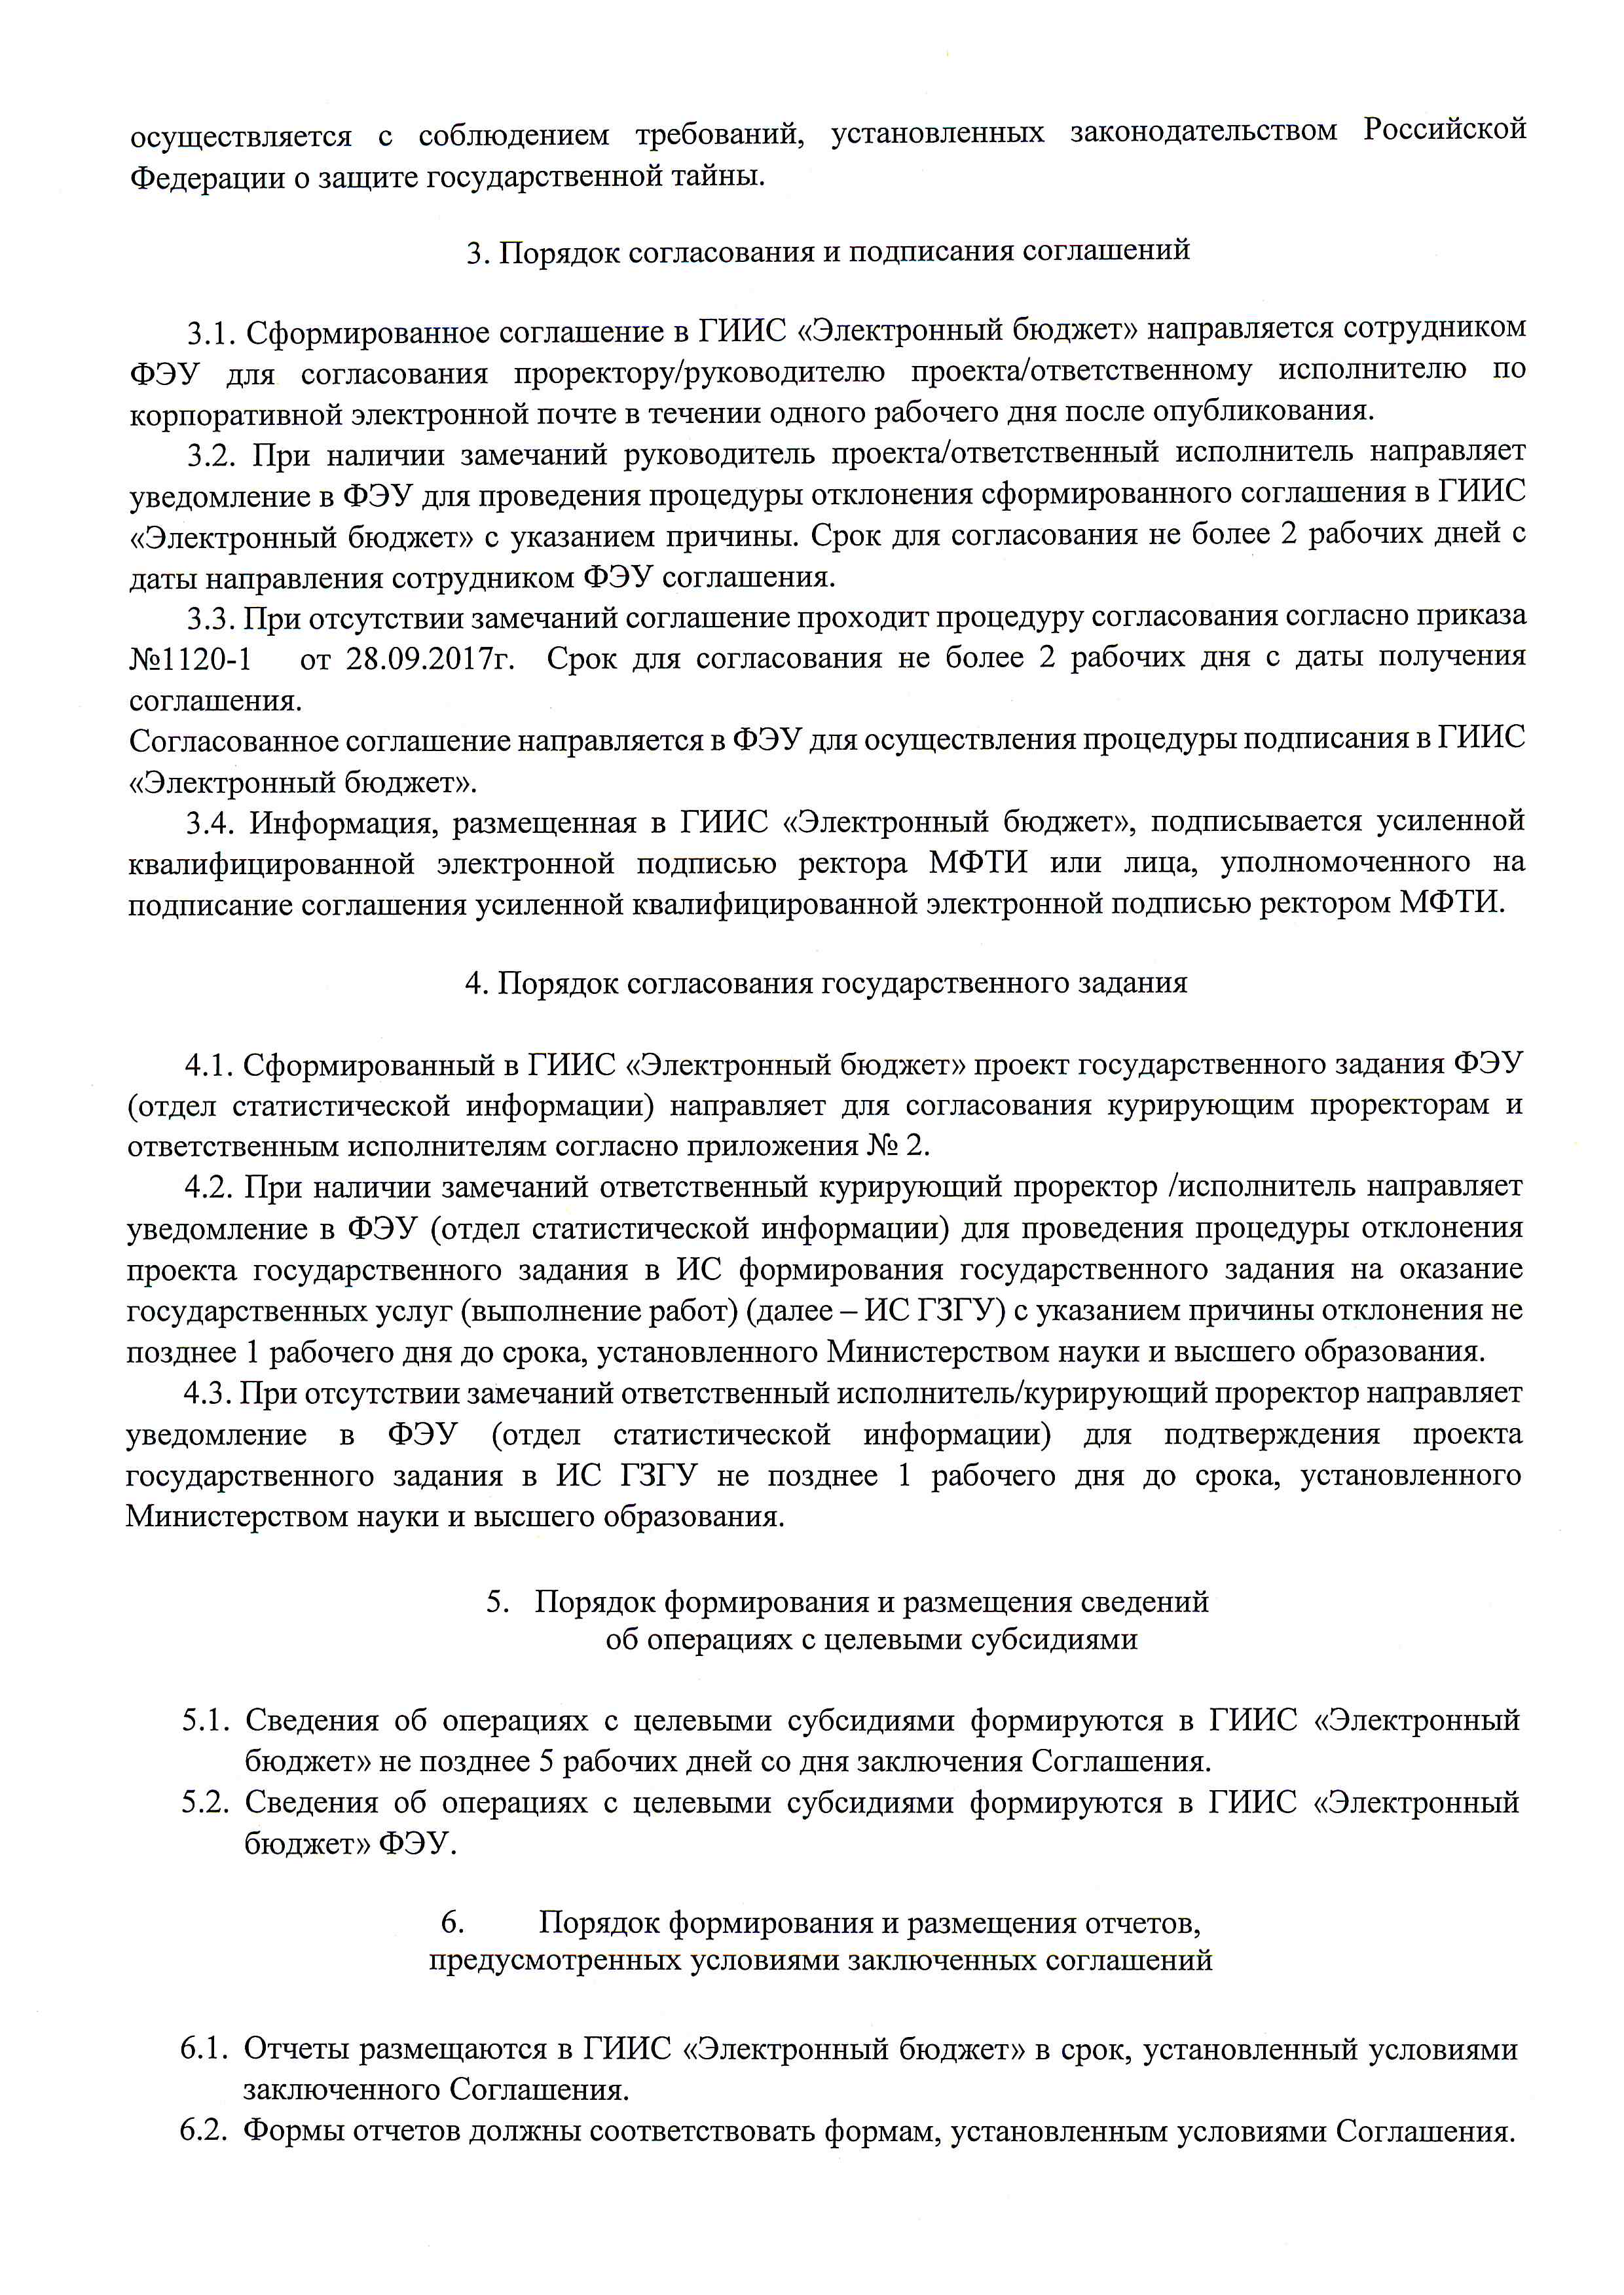 осуществляется с соблюдением требований, установленных законодательством Российской
Федерации о защите государственной тайны.
3. Порядок согласования и подписания соглашений
3.1. Сформированное соглашение в ГИИС «Электронный бюджет» направляется сотрудником
ФЭУ для согласования проректору/руководителю проекта/ответственному исполнителю по
корпоративной электронной почте в течении одного рабочего дня после опубликования.
3.2. При наличии замечаний руководитель проекта/ответственный исполнитель направляет
уведомление в ФЭУ для проведения процедуры отклонения сформированного соглашения в ГИИС
«Электронный бюджет» с указанием причины. Срок для согласования не более 2 рабочих дней с
даты направления сотрудником ФЭУ соглашения.
3.3. При отсутствии замечаний соглашение проходит процедуру согласования согласно приказа
№1120-1 от 28.09.2017г. Срок для согласования не более 2 рабочих дня с даты получения
соглашения.
Согласованное соглашение направляется в ФЭУ для осуществления процедуры подписания в ГИИС
«Электронный бюджет».
3.4. Информация, размещенная в ГИИС «Электронный бюджет», подписывается усиленной
квалифицированной электронной подписью ректора МФТИ или лица, уполномоченного на
подписание соглашения усиленной квалифицированной электронной подписью ректором МФТИ.
4. Порядок согласования государственного задания
4.1. Сформированный в ГИИС «Электронный бюджет» проект государственного задания ФЭУ
(отдел статистической информации) направляет для согласования курирующим проректорам и
ответственным исполнителям согласно приложения № 2.
4.2. При наличии замечаний ответственный курирующий проректор /исполнитель направляет
уведомление в ФЭУ (отдел статистической информации) для проведения процедуры отклонения
проекта государственного задания в ИС формирования государственного задания на оказание
государственных услуг (выполнение работ) (далее – ИС ГЗГУ) с указанием причины отклонения не
позднее 1 рабочего дня до срока, установленного Министерством науки и высшего образования.
4.3. При отсутствии замечаний ответственный исполнитель/курирующий проректор направляет
уведомление в ФЭУ (отдел статистической информации) для подтверждения проекта
государственного задания в ИС ГЗГУ не позднее 1 рабочего дня до срока, установленного
Министерством науки и высшего образования.
5. Порядок формирования и размещения сведений
об операциях с целевыми субсидиями
5.1. Сведения об операциях с целевыми субсидиями формируются в ГИИС «Электронный
бюджет» не позднее 5 рабочих дней со дня заключения Соглашения.
5.2. Сведения об операциях с целевыми субсидиями формируются в ГИИС «Электронный
бюджет» ФЭУ.
6. Порядок формирования и размещения отчетов,
предусмотренных условиями заключенных соглашений
6.1. Отчеты размещаются в ГИИС «Электронный бюджет» в срок, установленный условиями
заключенного Соглашения.
6.2. Формы отчетов должны соответствовать формам, установленным условиями Соглашения.